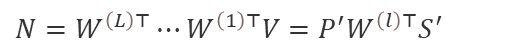 N = W^{(L)⊤} ⋯ W^{(1)⊤}V = P′W^{(l)⊤}S′